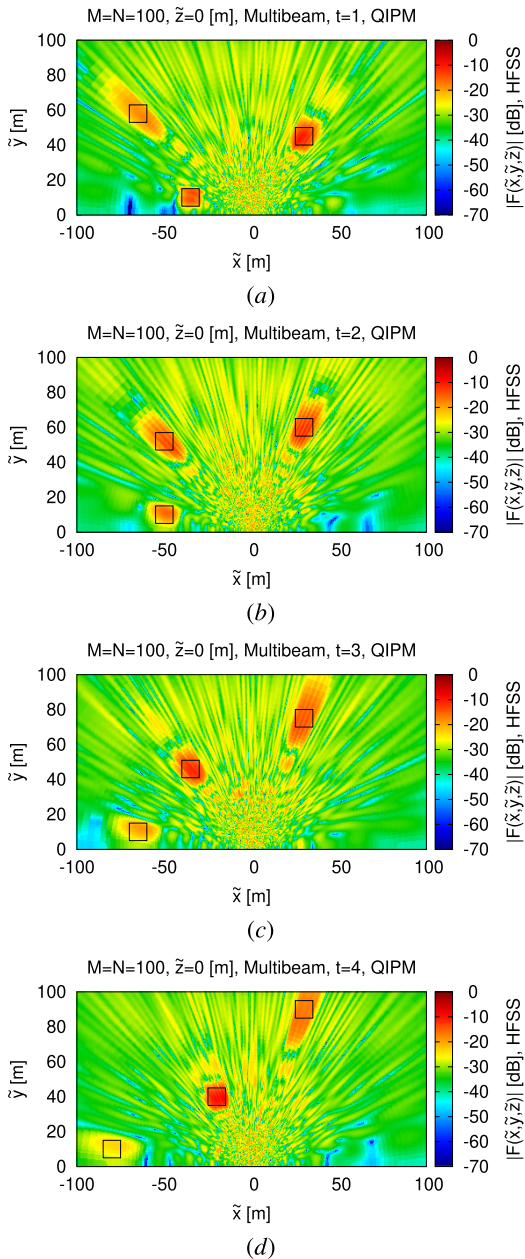 M=N=100, z̃=0 [m], Multibeam, t=1, QIPM
100
80
60
40
20
0
ỹ [m]
-100 -50 0 50 100
x̃ [m]
0
-10
-20
-30
-40
-50
-60
-70
|F(x̃,ỹ,z̃)| [dB], HFSS
(a)
M=N=100, z̃=0 [m], Multibeam, t=2, QIPM
100
80
60
40
20
0
ỹ [m]
-100 -50 0 50 100
x̃ [m]
0
-10
-20
-30
-40
-50
-60
-70
|F(x̃,ỹ,z̃)| [dB], HFSS
(b)
M=N=100, z̃=0 [m], Multibeam, t=3, QIPM
100
80
60
40
20
0
ỹ [m]
-100 -50 0 50 100
x̃ [m]
0
-10
-20
-30
-40
-50
-60
-70
|F(x̃,ỹ,z̃)| [dB], HFSS
(c)
M=N=100, z̃=0 [m], Multibeam, t=4, QIPM
100
80
60
40
20
0
ỹ [m]
-100 -50 0 50 100
x̃ [m]
0
-10
-20
-30
-40
-50
-60
-70
|F(x̃,ỹ,z̃)| [dB], HFSS
(d)